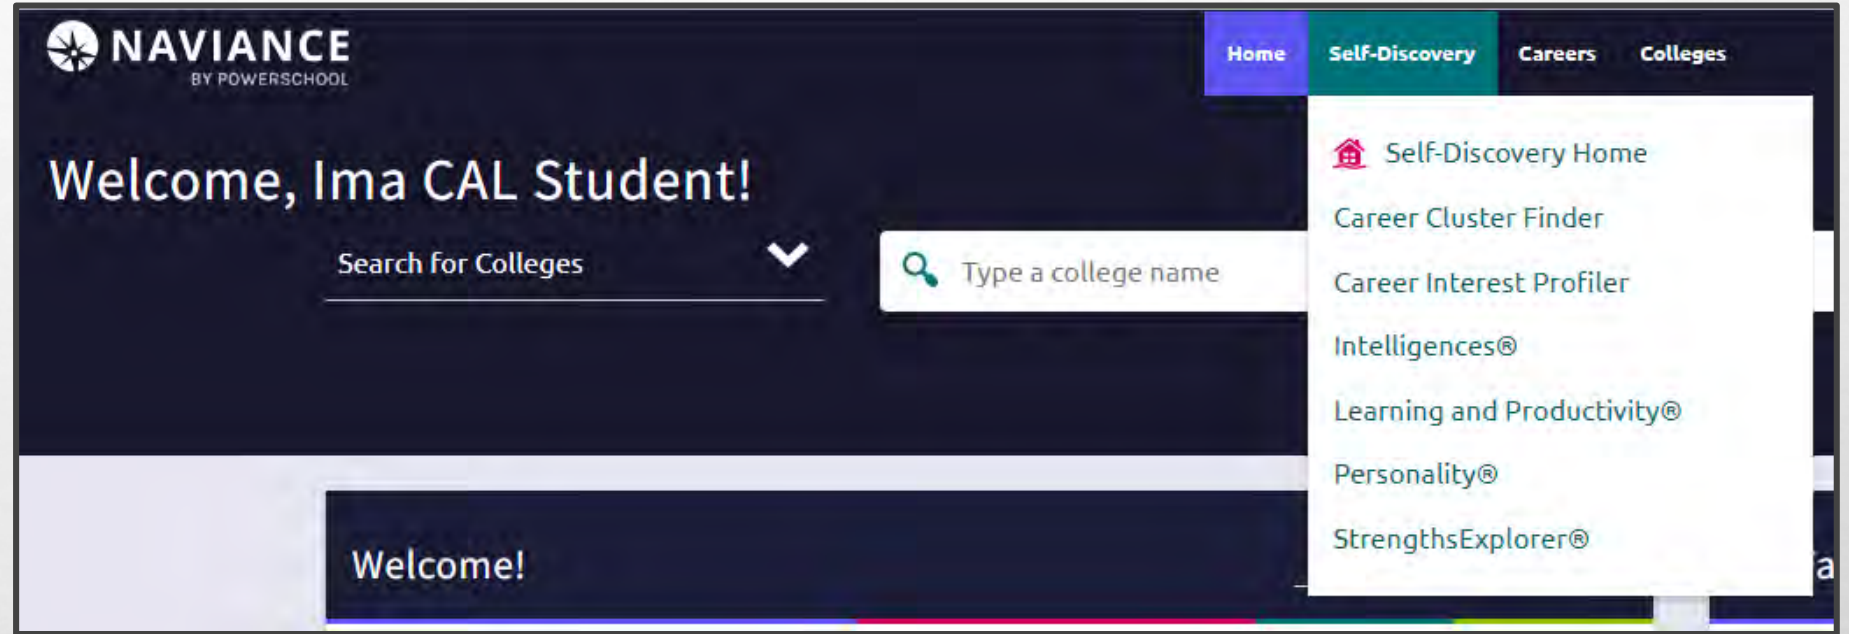 NAVIANCE
BY POWERSCHOOL
Home Self-Discovery Careers Colleges
Welcome, Ima CAL Student!
Search for Colleges
Type a college name
Self-Discovery Home
Career Cluster Finder
Career Interest Profiler
Intelligences®
Learning and Productivity®
Personality®
StrengthsExplorer®
Welcome!